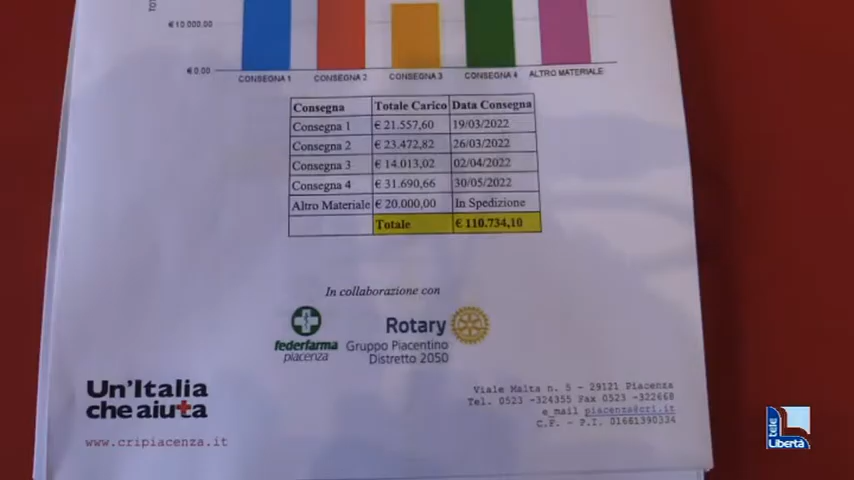 € 10.000,00
€ 0,00
CONSEGNA 1 CONSEGNA 2 CONSEGNA 3 CONSEGNA 4 ALTRO MATERIALE
Consegna Totale Carico Data Consegna
Consegna 1 € 21.557,60 19/03/2022
Consegna 2 € 23.472,82 26/03/2022
Consegna 3 € 14.013,02 02/04/2022
Consegna 4 € 31.690,66 30/05/2022
Altro Materiale € 20.000,00 In Spedizione
Totale € 110.734,10
In collaborazione con
federfarma
piacenza
Rotary
Gruppo Piacentino
Distretto 2050
Un'Italia
che aiuta
www.cripiacenza.it
Viale Malta n. 5 - 29121 Piacenza
Tel. 0523 -324355 Fax 0523 -322668
e_mail piacenza@cri.it
C.F. - P.I. 01661390334
tele
Libertà